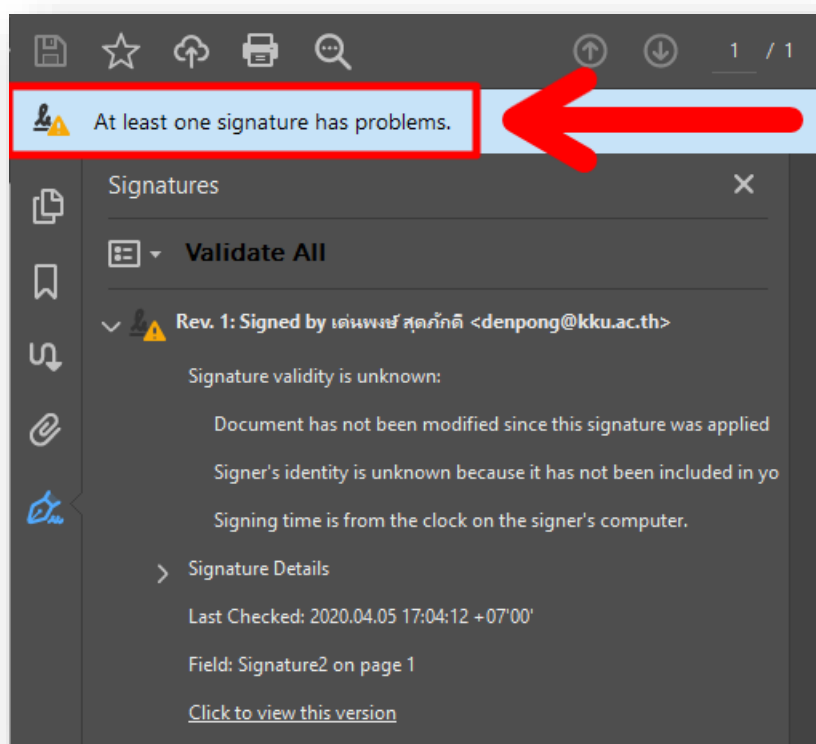 1 / 1
At least one signature has problems.
Signatures
Validate All
Rev. 1: Signed by เด่นพงษ์ สุดภักดี <denpong@kku.ac.th>
Signature validity is unknown:
Document has not been modified since this signature was applied
Signer's identity is unknown because it has not been included in yo
Signing time is from the clock on the signer's computer.
Signature Details
Last Checked: 2020.04.05 17:04:12 +07'00'
Field: Signature2 on page 1
Click to view this version